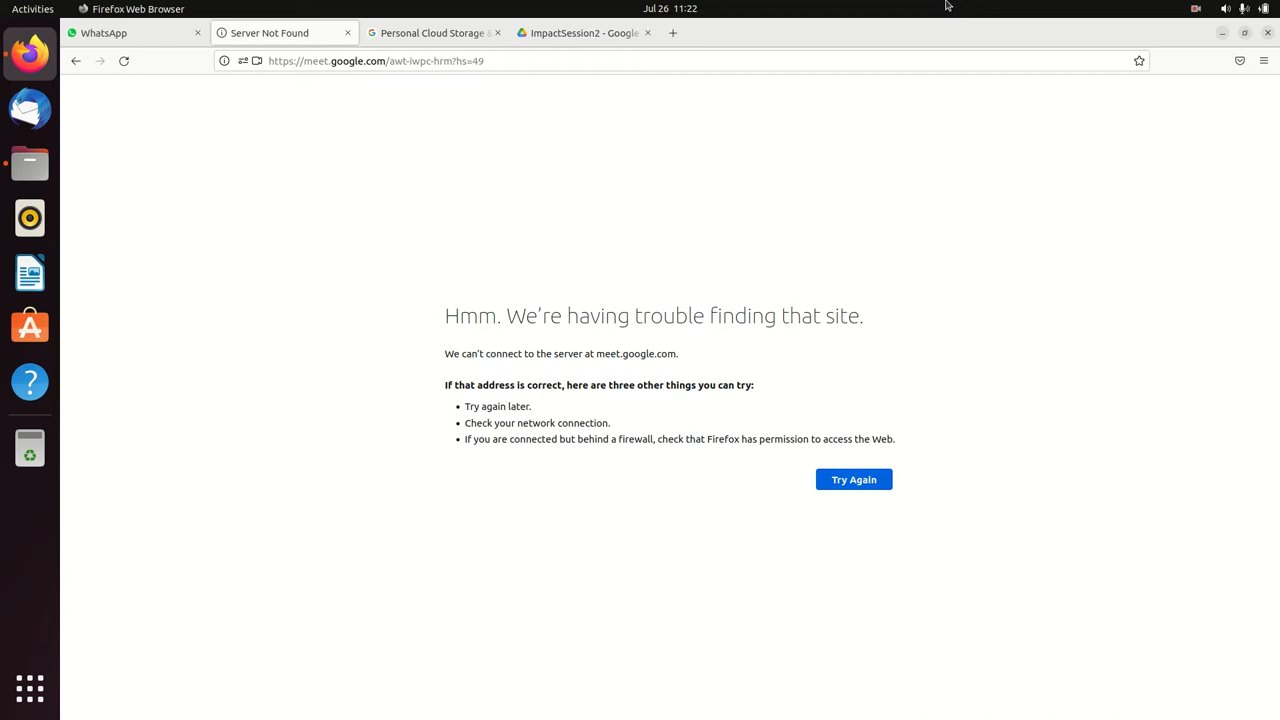 Activities
Firefox Web Browser
Jul 26 11:22
WhatsApp
Server Not Found
Personal Cloud Storage &
ImpactSession2 - Google
https://meet.google.com/awt-iwpc-hrm?hs=49
Hmm. We're having trouble finding that site.
We can't connect to the server at meet.google.com.
If that address is correct, here are three other things you can try:
Try again later.
Check your network connection.
If you are connected but behind a firewall, check that Firefox has permission to access the Web.
Try Again